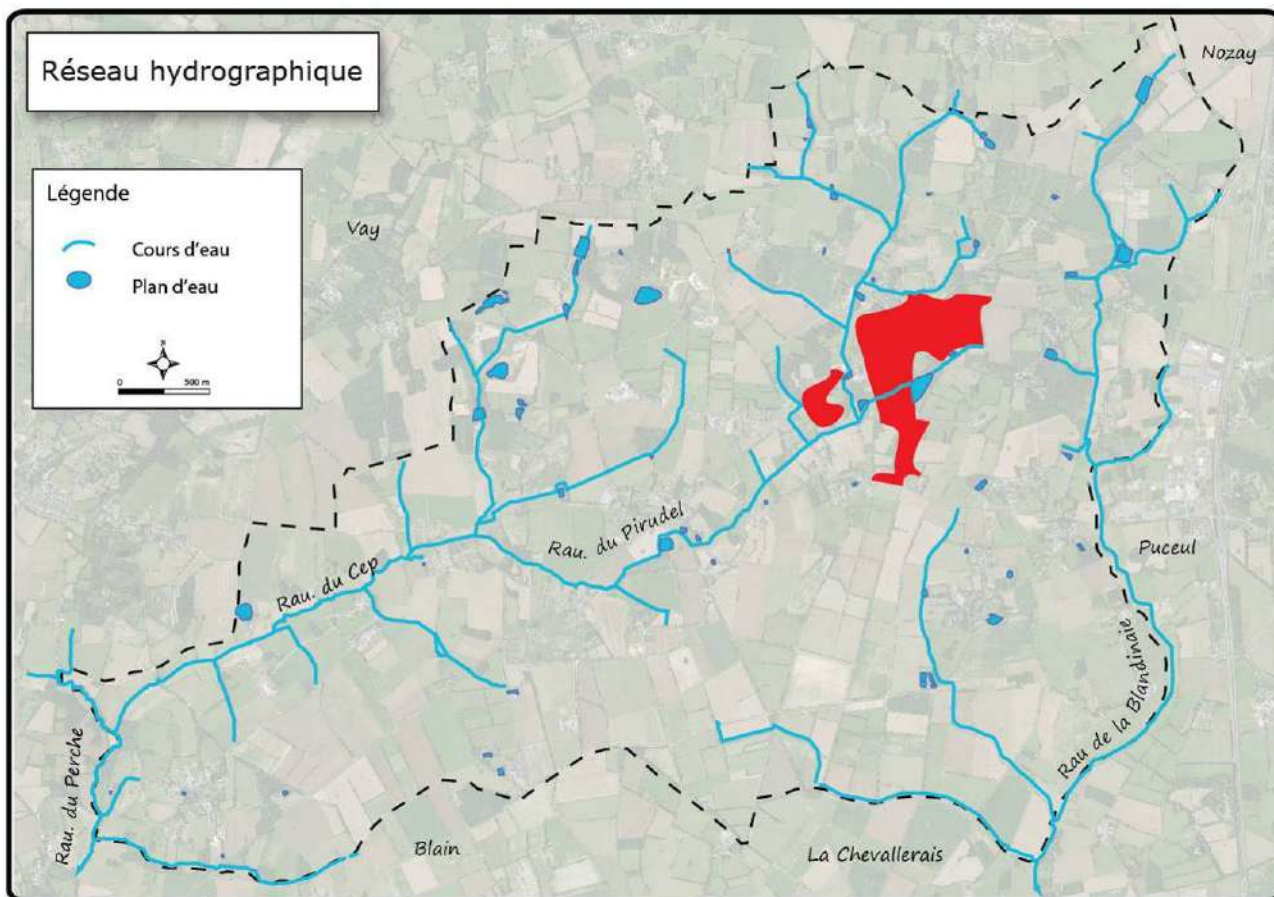 Réseau hydrographique
Nozay
Légende
Vay
Cours d'eau
Plan d'eau
N
0 500 m
Rau. du Pirudel
Puceul
Rau. du Cep
Rau de la Blandinaie
Rau. du Perche
Blain
La Chevallerais